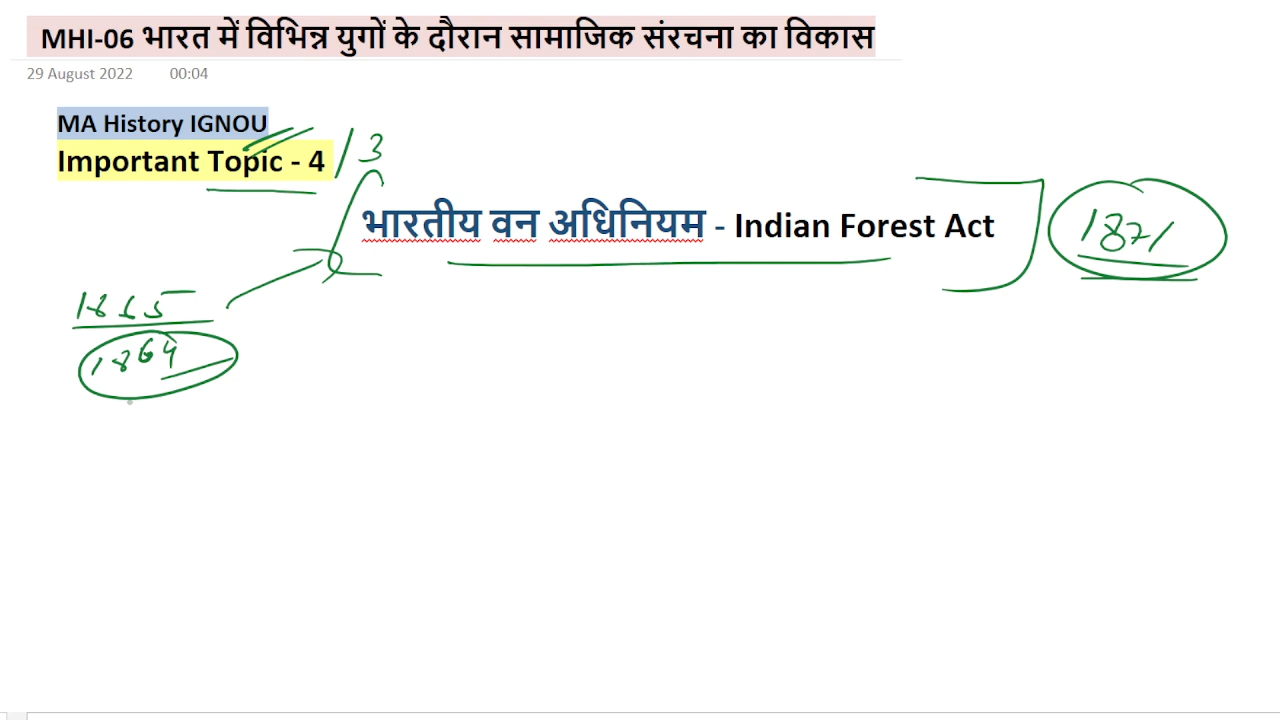 MHI-06 भारत में विभिन्न युगों के दौरान सामाजिक संरचना का विकास
29 August 2022 00:04
MA History IGNOU
Important Topic - 4 / 3
भारतीय वन अधिनियम - Indian Forest Act 1871
1865
1864